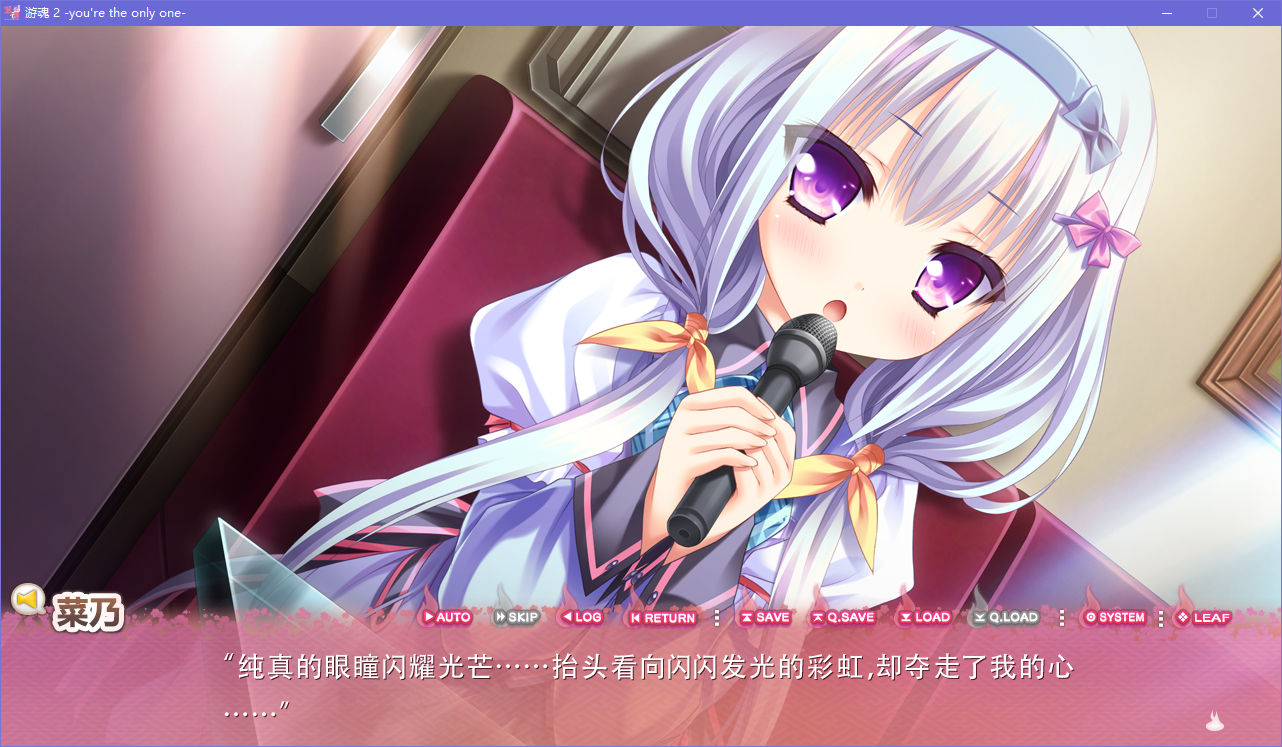 游魂 2 -you're the only one-
菜乃
AUTO SKIP LOG RETURN SAVE Q.SAVE LOAD Q.LOAD SYSTEM LEAF
“纯真的眼瞳闪耀光芒……抬头看向闪闪发光的彩虹,却夺走了我的心
……”